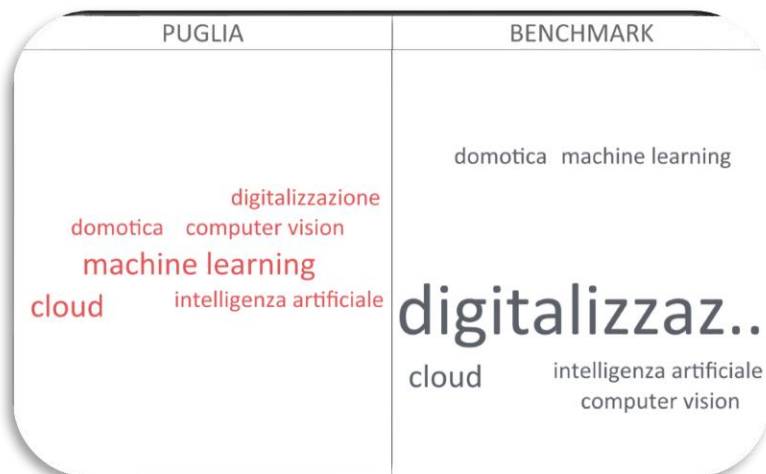 PUGLIA
BENCHMARK
digitalizzazione
domotica computer vision
machine learning
cloud
intelligenza artificiale
domotica machine learning
digitalizzaz..
cloud
intelligenza artificiale
computer vision